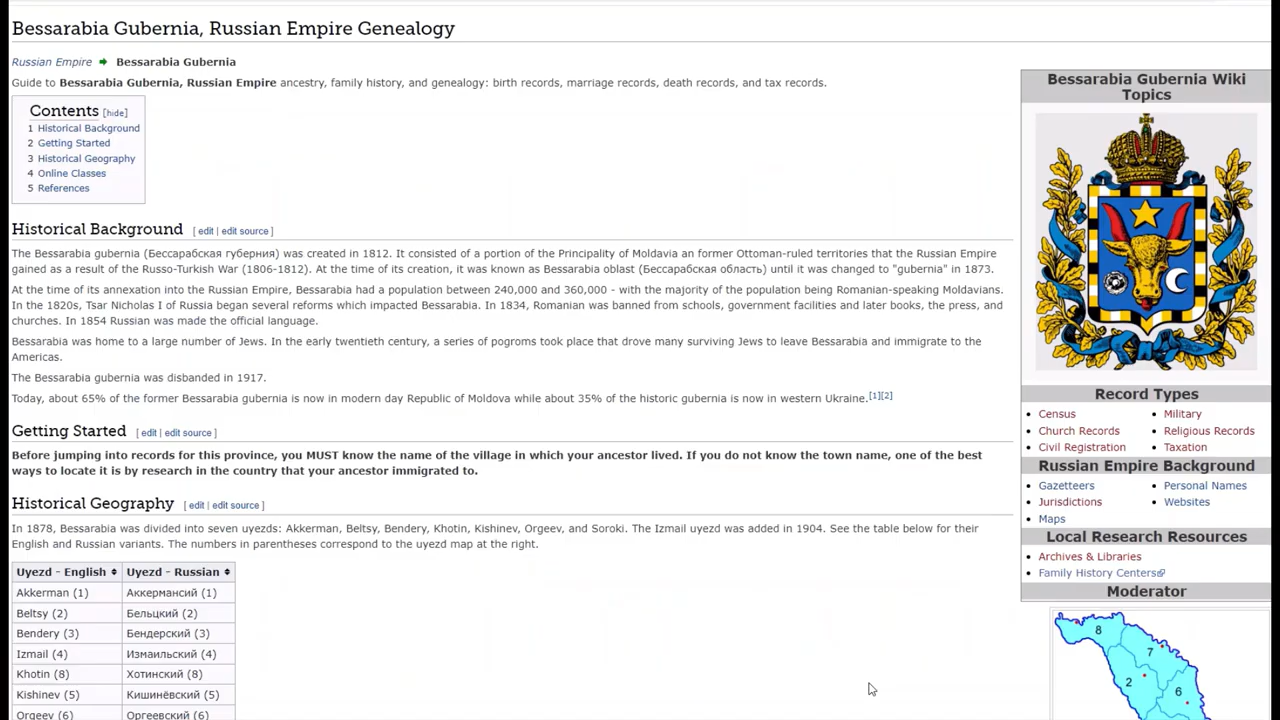 Bessarabia Gubernia, Russian Empire Genealogy
Russian Empire Bessarabia Gubernia
Guide to Bessarabia Gubernia, Russian Empire ancestry, family history, and genealogy: birth records, marriage records, death records, and tax records.
Contents [hide]
1 Historical Background
2 Getting Started
3 Historical Geography
4 Online Classes
5 References
Historical Background [ edit | edit source ]
The Bessarabia gubernia (Бессарабская губерния) was created in 1812. It consisted of a portion of the Principality of Moldavia an former Ottoman-ruled territories that the Russian Empire
gained as a result of the Russo-Turkish War (1806-1812). At the time of its creation, it was known as Bessarabia oblast (Бессарабская область) until it was changed to "gubernia" in 1873.
At the time of its annexation into the Russian Empire, Bessarabia had a population between 240,000 and 360,000 - with the majority of the population being Romanian-speaking Moldavians.
In the 1820s, Tsar Nicholas I of Russia began several reforms which impacted Bessarabia. In 1834, Romanian was banned from schools, government facilities and later books, the press, and
churches. In 1854 Russian was made the official language.
Bessarabia was home to a large number of Jews. In the early twentieth century, a series of pogroms took place that drove many surviving Jews to leave Bessarabia and immigrate to the
Americas.
The Bessarabia gubernia was disbanded in 1917.
Today, about 65% of the former Bessarabia gubernia is now in modern day Republic of Moldova while about 35% of the historic gubernia is now in western Ukraine.[1][2]
Getting Started [ edit | edit source ]
Before jumping into records for this province, you MUST know the name of the village in which your ancestor lived. If you do not know the town name, one of the best
ways to locate it is by research in the country that your ancestor immigrated to.
Historical Geography [ edit | edit source ]
In 1878, Bessarabia was divided into seven uyezds: Akkerman, Beltsy, Bendery, Khotin, Kishinev, Orgeev, and Soroki. The Izmail uyezd was added in 1904. See the table below for their
English and Russian variants. The numbers in parentheses correspond to the uyezd map at the right.
Uyezd - English Uyezd - Russian
Akkerman (1) Аккермансий (1)
Beltsy (2) Бельцкий (2)
Bendery (3) Бендерский (3)
Izmail (4) Измаильский (4)
Khotin (8) Хотинский (8)
Kishinev (5) Кишинёвский (5)
Orgeev (6) Оргеевский (6)
Bessarabia Gubernia Wiki
Topics
Record Types
Census Military
Church Records Religious Records
Civil Registration Taxation
Russian Empire Background
Gazetteers Personal Names
Jurisdictions Websites
Maps
Local Research Resources
Archives & Libraries
Family History Centers
Moderator
8
7
2
6